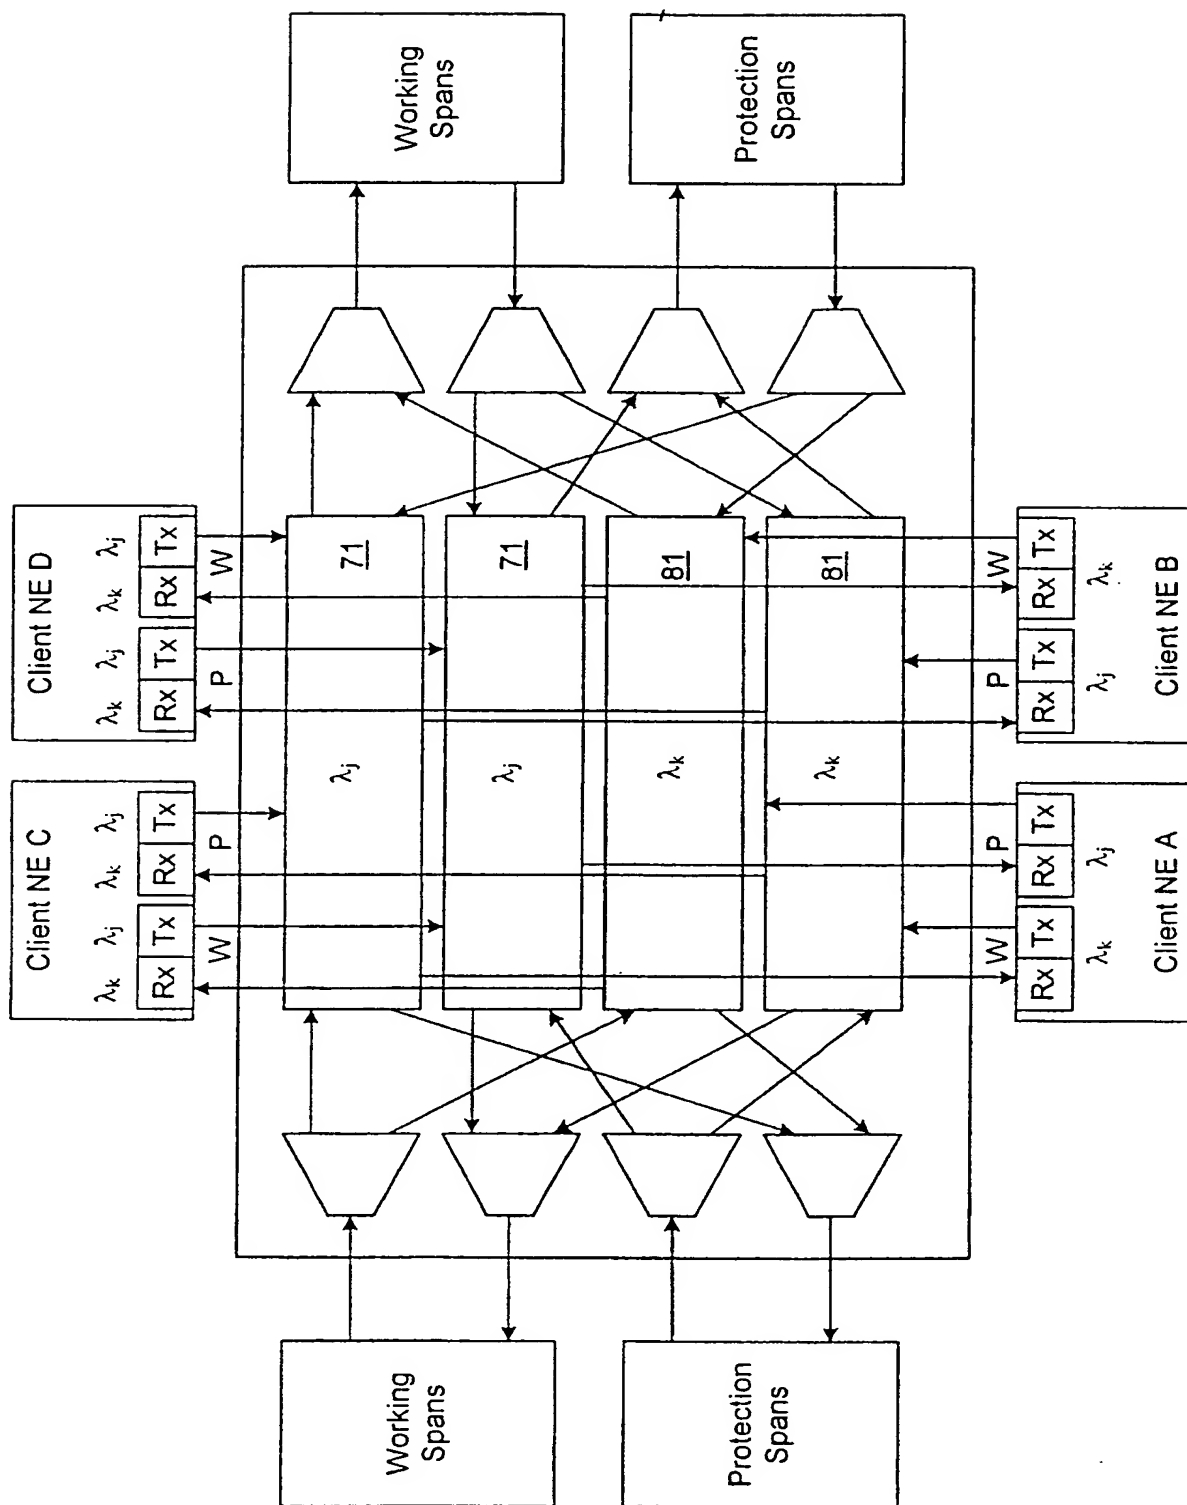 Client NE C
Client NE D
λk λj λk λj
λk λj λk λj
Rx Tx Rx Tx
Rx Tx Rx Tx
W P
P W
Working
Spans
Working
Spans
λj 71
λj 71
λk 81
λk 81
Protection
Spans
Protection
Spans
W P
P W
Rx Tx Rx Tx
Rx Tx Rx Tx
λk λj
λj λk
Client NE A
Client NE B